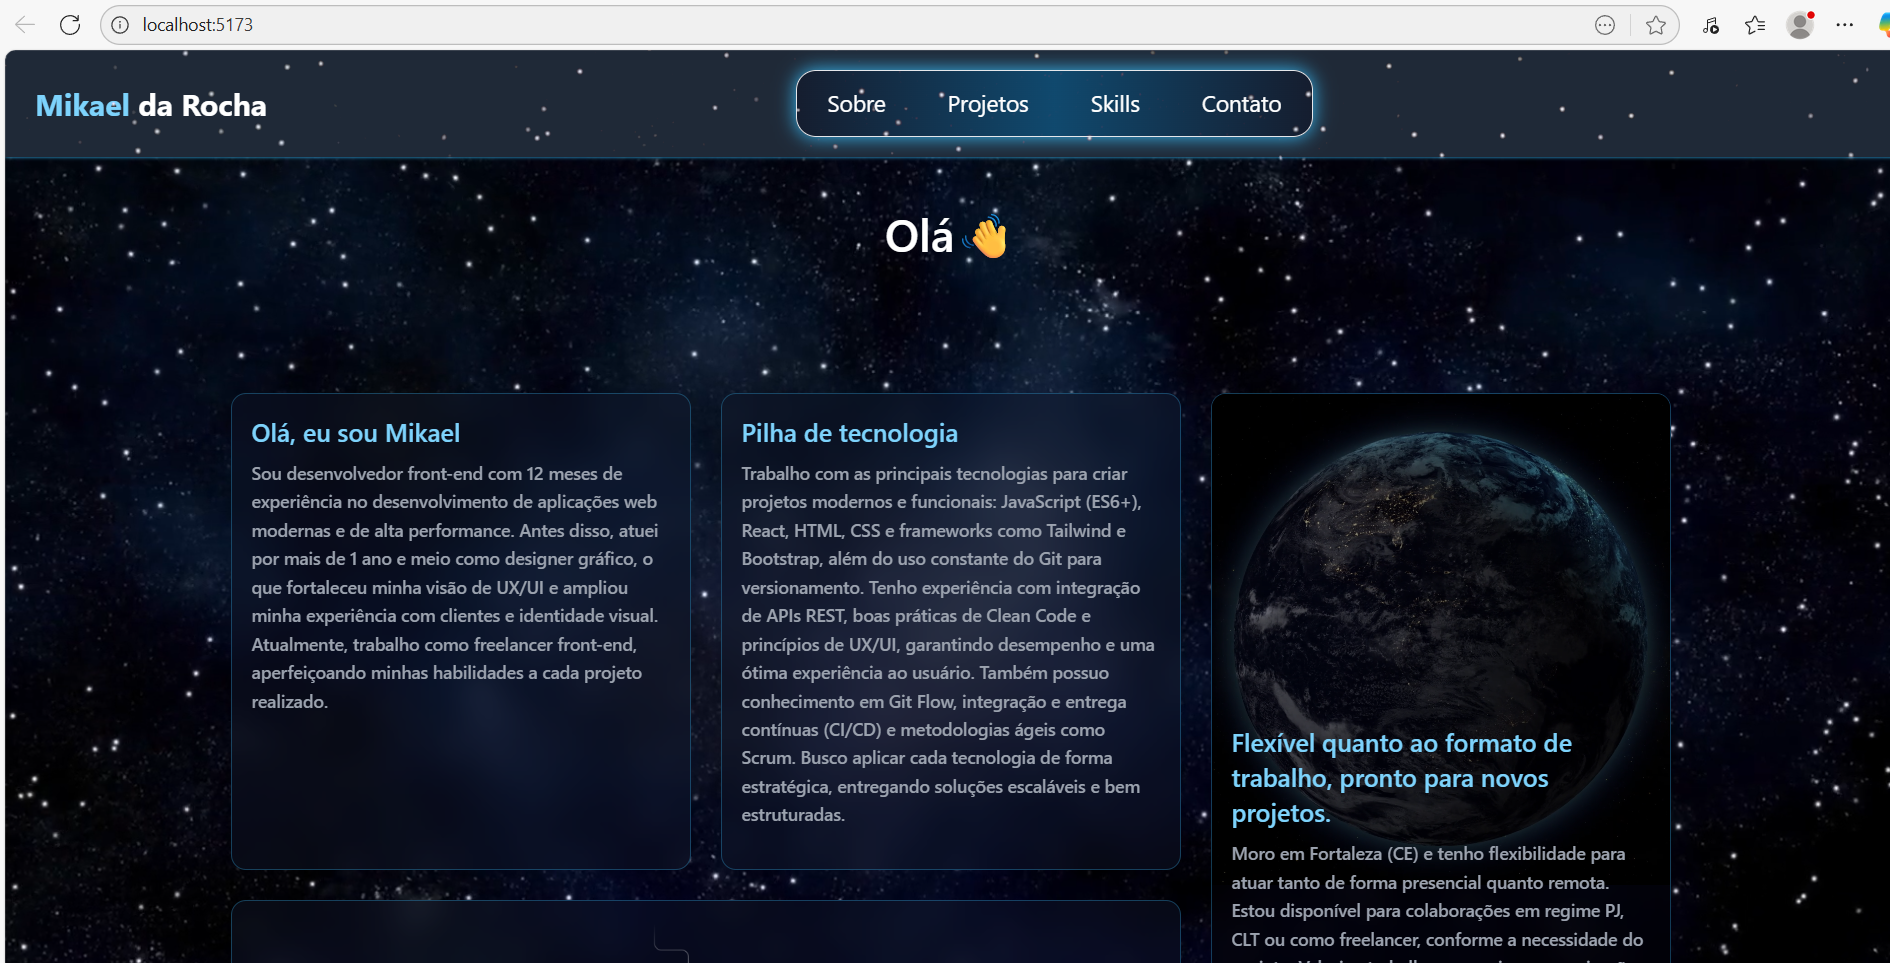 localhost:5173
Mikael da Rocha
Sobre
Projetos
Skills
Contato
Olá 👋
Olá, eu sou Mikael
Sou desenvolvedor front-end com 12 meses de
experiência no desenvolvimento de aplicações web
modernas e de alta performance. Antes disso, atuei
por mais de 1 ano e meio como designer gráfico, o
que fortaleceu minha visão de UX/UI e ampliou
minha experiência com clientes e identidade visual.
Atualmente, trabalho como freelancer front-end,
aperfeiçoando minhas habilidades a cada projeto
realizado.
Pilha de tecnologia
Trabalho com as principais tecnologias para criar
projetos modernos e funcionais: JavaScript (ES6+),
React, HTML, CSS e frameworks como Tailwind e
Bootstrap, além do uso constante do Git para
versionamento. Tenho experiência com integração
de APIs REST, boas práticas de Clean Code e
princípios de UX/UI, garantindo desempenho e uma
ótima experiência ao usuário. Também possuo
conhecimento em Git Flow, integração e entrega
contínuas (CI/CD) e metodologias ágeis como
Scrum. Busco aplicar cada tecnologia de forma
estratégica, entregando soluções escaláveis e bem
estruturadas.
Flexível quanto ao formato de
trabalho, pronto para novos
projetos.
Moro em Fortaleza (CE) e tenho flexibilidade para
atuar tanto de forma presencial quanto remota.
Estou disponível para colaborações em regime PJ,
CLT ou como freelancer, conforme a necessidade do